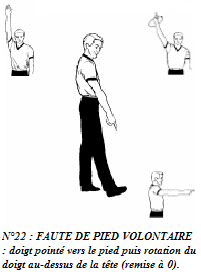 N°22 : FAUTE DE PIED VOLONTAIRE
: doigt pointé vers le pied puis rotation du
doigt au-dessus de la tête (remise à 0).